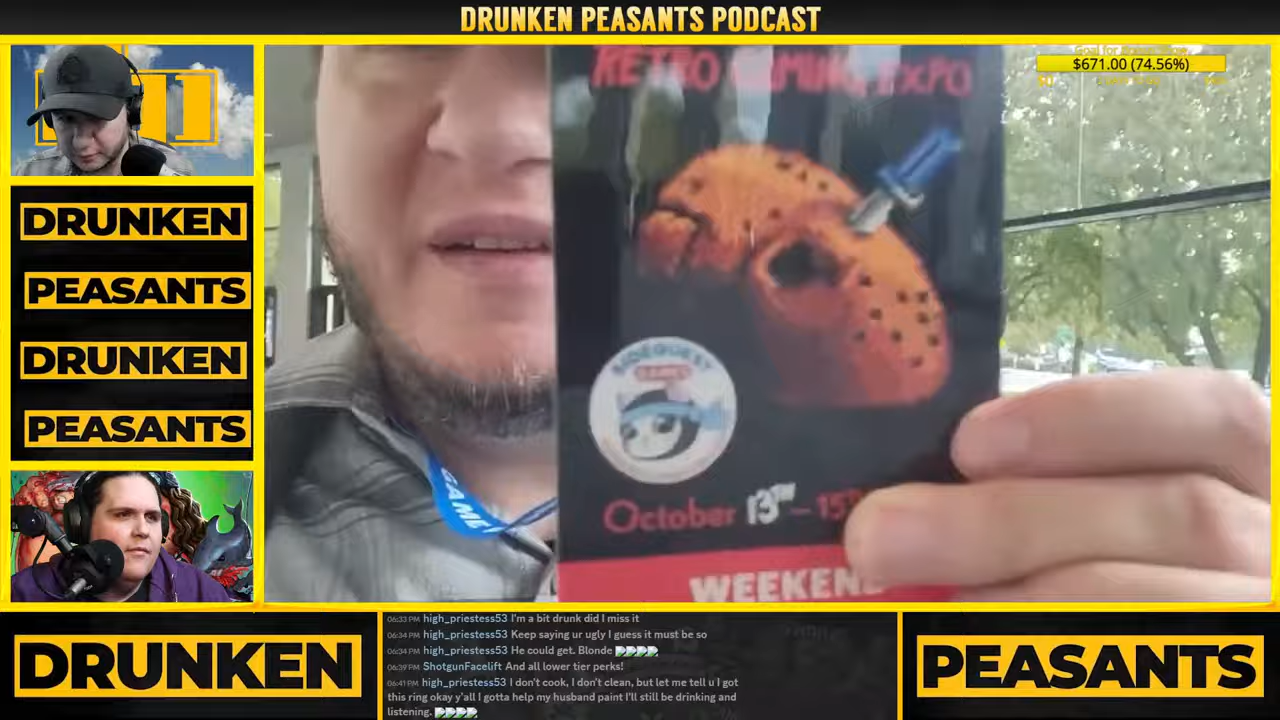 DRUNKEN PEASANTS PODCAST
$671.00 (74.56%)
RETRO GAMING EXPO
DRUNKEN
PEASANTS
DRUNKEN
PEASANTS
SIDEQUEST
GAMES
GAME
October 13TH – 15
WEEKEND
06:33 PM high_priestess53 I'm a bit drunk did I miss it
06:34 PM high_priestess53 Keep saying ur ugly I guess it must be so
06:34 PM high_priestess53 He could get. Blonde
06:39 PM ShotgunFacelift And all lower tier perks!
06:41 PM high_priestess53 I don't cook, I don't clean, but let me tell u I got
this ring okay y'all I gotta help my husband paint I'll still be drinking and
listening.
DRUNKEN
PEASANTS